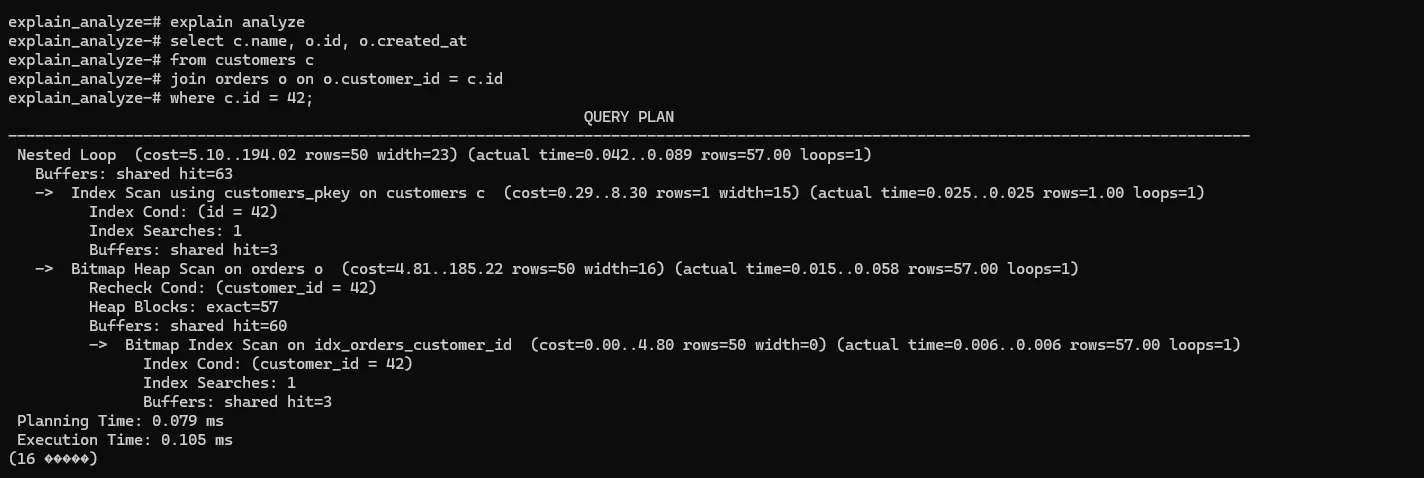 explain_analyze=# explain analyze
explain_analyze-# select c.name, o.id, o.created_at
explain_analyze-# from customers c
explain_analyze-# join orders o on o.customer_id = c.id
explain_analyze-# where c.id = 42;
QUERY PLAN
Nested Loop  (cost=5.10..194.02 rows=50 width=23) (actual time=0.042..0.089 rows=57.00 loops=1)
Buffers: shared hit=63
->  Index Scan using customers_pkey on customers c  (cost=0.29..8.30 rows=1 width=15) (actual time=0.025..0.025 rows=1.00 loops=1)
Index Cond: (id = 42)
Index Searches: 1
Buffers: shared hit=3
->  Bitmap Heap Scan on orders o  (cost=4.81..185.22 rows=50 width=16) (actual time=0.015..0.058 rows=57.00 loops=1)
Recheck Cond: (customer_id = 42)
Heap Blocks: exact=57
Buffers: shared hit=60
->  Bitmap Index Scan on idx_orders_customer_id  (cost=0.00..4.80 rows=50 width=0) (actual time=0.006..0.006 rows=57.00 loops=1)
Index Cond: (customer_id = 42)
Index Searches: 1
Buffers: shared hit=3
Planning Time: 0.079 ms
Execution Time: 0.105 ms
(16 �����)